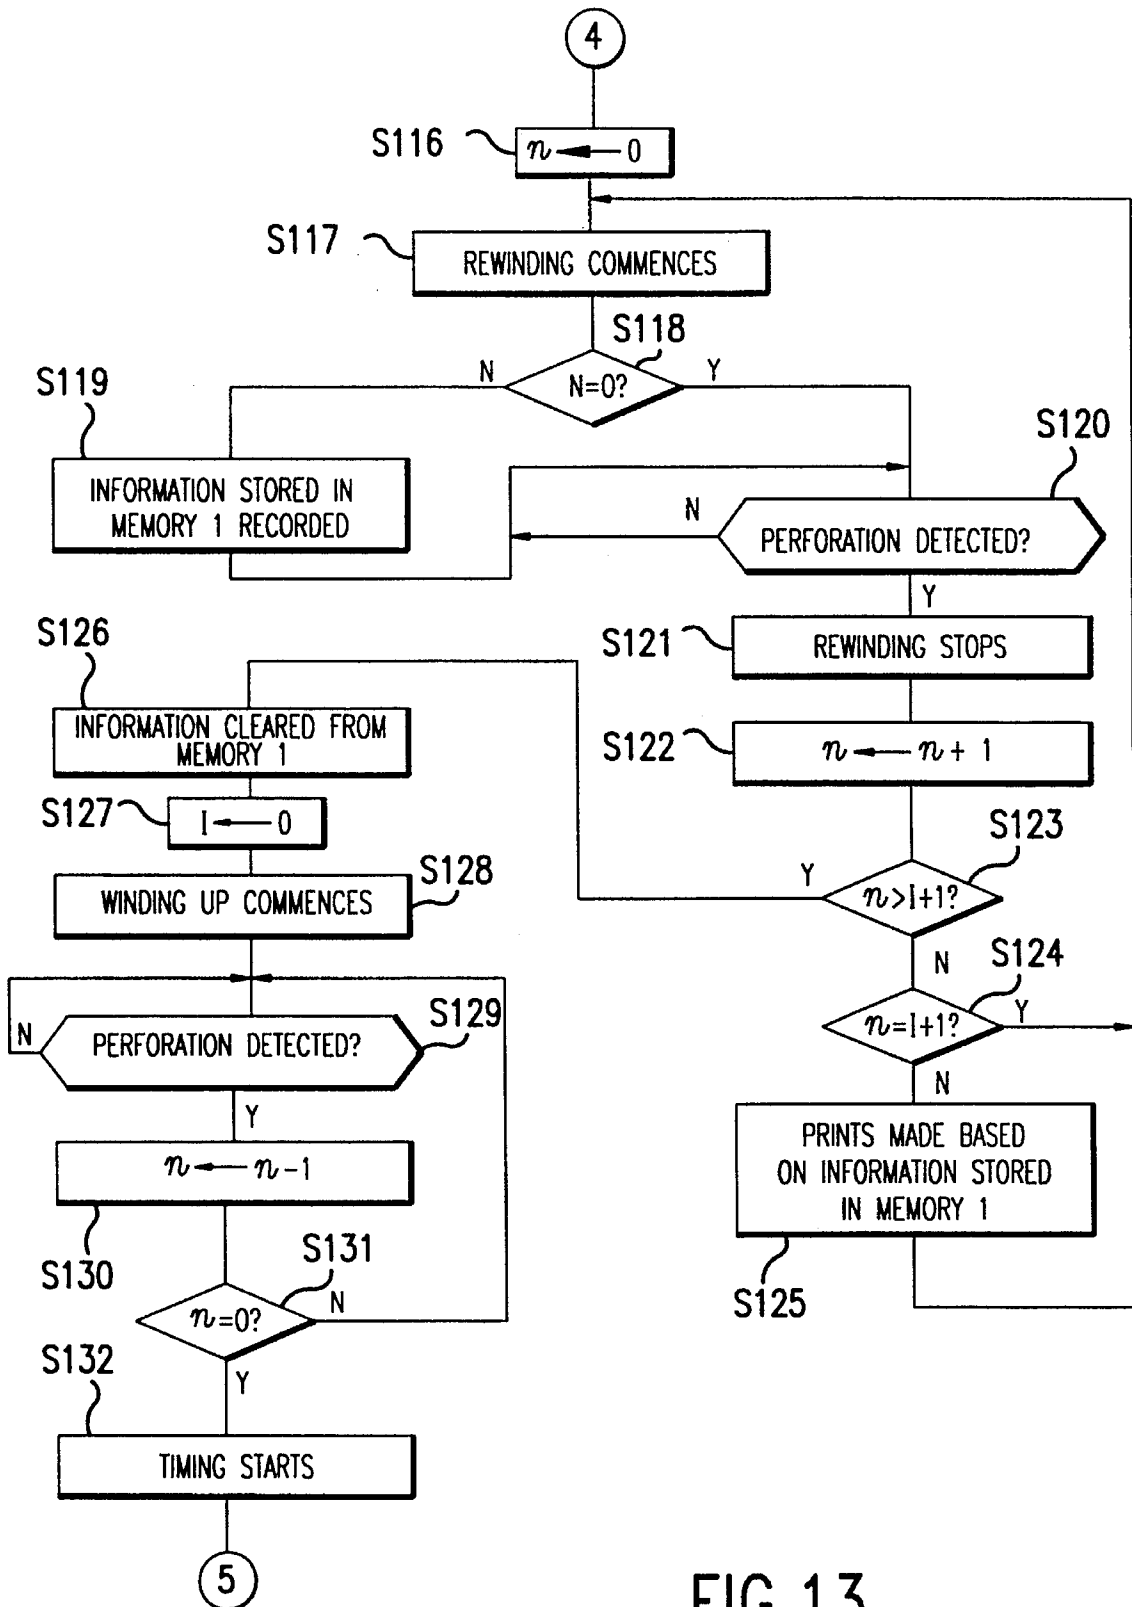 4
S116
n ← 0
S117
REWINDING COMMENCES
S118
N=0?
N
Y
S119
INFORMATION STORED IN
MEMORY 1 RECORDED
S120
PERFORATION DETECTED?
N
Y
S121
REWINDING STOPS
S122
n ← n + 1
S123
n>I+1?
Y
N
S124
n=I+1?
Y
N
PRINTS MADE BASED
ON INFORMATION STORED
IN MEMORY 1
S125
S126
INFORMATION CLEARED FROM
MEMORY 1
S127
I ← 0
S128
WINDING UP COMMENCES
S129
PERFORATION DETECTED?
N
Y
n ← n-1
S130
S131
n=0?
N
Y
S132
TIMING STARTS
5
FIG.13